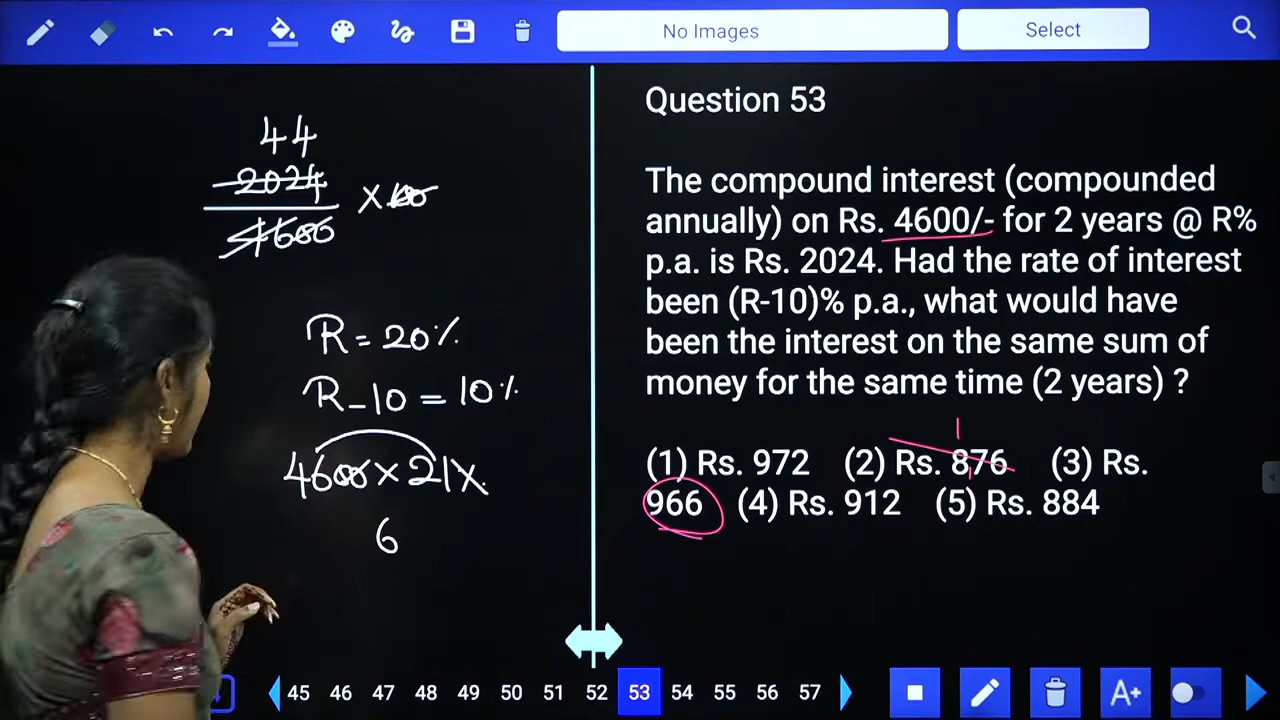 No Images
Select
44
2024
4600
×100
R = 20%
R-10 = 10%
4600 × 21%
6
Question 53
The compound interest (compounded
annually) on Rs. 4600/- for 2 years @ R%
p.a. is Rs. 2024. Had the rate of interest
been (R-10)% p.a., what would have
been the interest on the same sum of
money for the same time (2 years) ?
(1) Rs. 972 (2) Rs. 876 (3) Rs.
966 (4) Rs. 912 (5) Rs. 884
45 46 47 48 49 50 51 52 53 54 55 56 57
A+